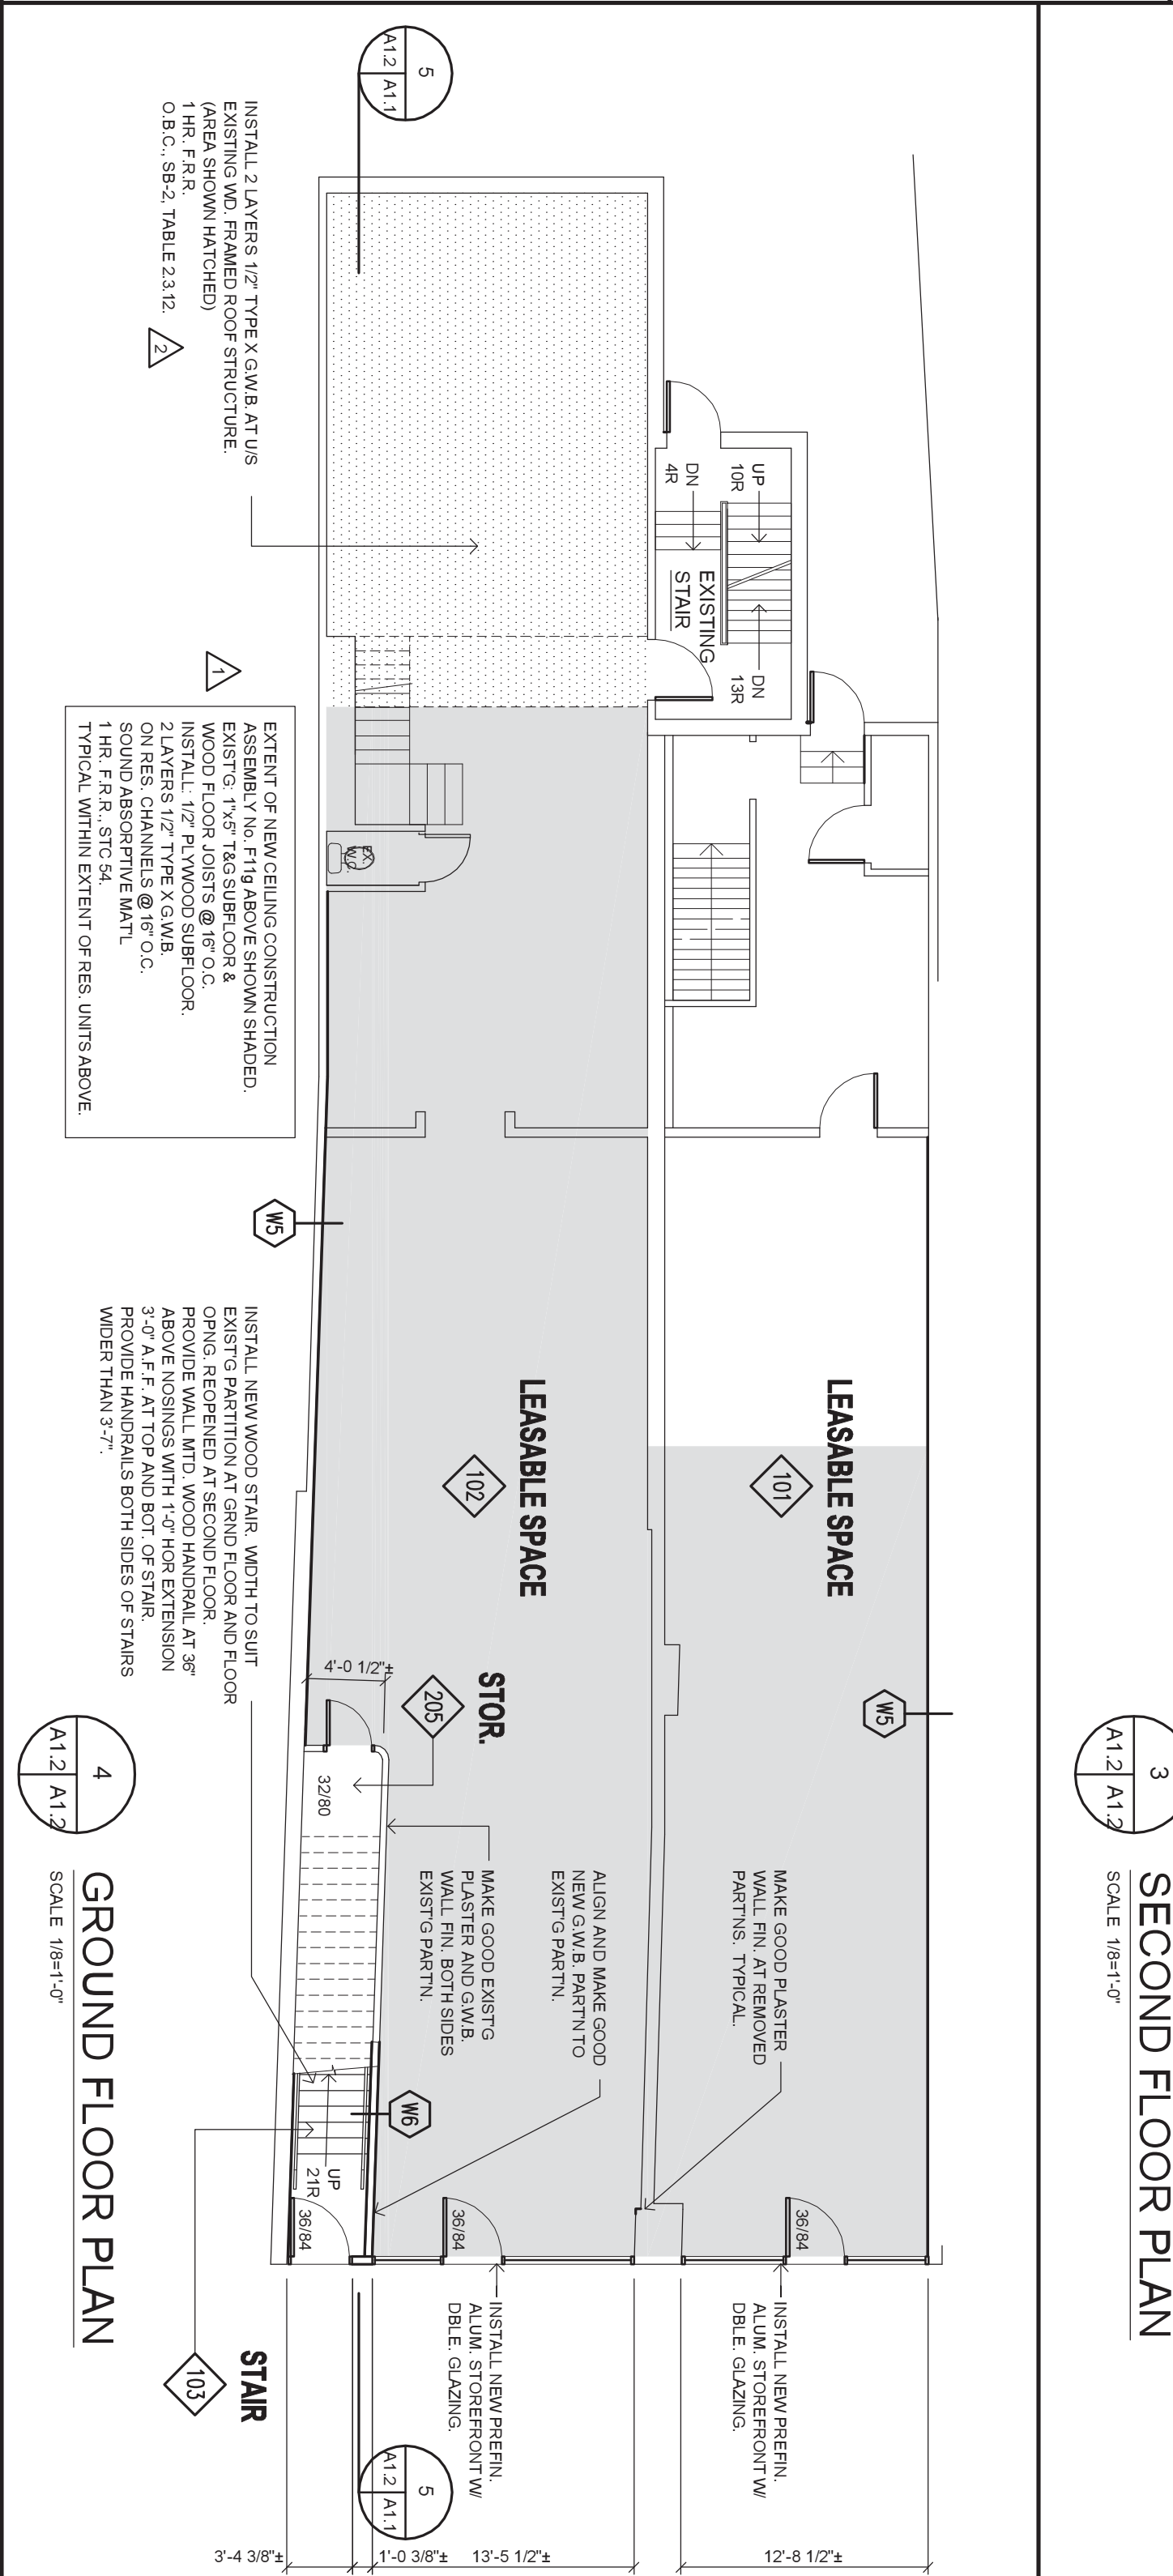 3
A1.2 A1.2
SECOND FLOOR PLAN
SCALE 1/8=1'-0"
5
A1.2 A1.1
UP
10R
DN
4R
DN
13R
EXISTING
STAIR
LEASABLE SPACE
101
W5
MAKE GOOD PLASTER
WALL FIN. AT REMOVED
PART'NS. TYPICAL.
36/84
INSTALL NEW PREFIN.
ALUM. STOREFRONT W/
DBLE. GLAZING.
12'-8 1/2"±
LEASABLE SPACE
102
STOR.
205
ALIGN AND MAKE GOOD
NEW G.W.B. PART'N TO
EXIST'G PART'N.
MAKE GOOD EXIST'G
PLASTER AND G.W.B.
WALL FIN. BOTH SIDES
EXIST'G PART'N.
36/84
INSTALL NEW PREFIN.
ALUM. STOREFRONT W/
DBLE. GLAZING.
13'-5 1/2"±
1'-0 3/8"±
3'-4 3/8"±
EX.
W.C.
4'-0 1/2"±
32/80
W6
UP
21R
36/84
5
A1.2 A1.1
INSTALL 2 LAYERS 1/2" TYPE X G.W.B. AT U/S
EXISTING WD. FRAMED ROOF STRUCTURE.
(AREA SHOWN HATCHED)
1 HR. F.R.R.
O.B.C., SB-2, TABLE 2.3.12.
2
1
EXTENT OF NEW CEILING CONSTRUCTION
ASSEMBLY No. F11g ABOVE SHOWN SHADED.
EXIST'G: 1"x5" T&G SUBFLOOR &
WOOD FLOOR JOISTS @ 16" O.C.
INSTALL: 1/2" PLYWOOD SUBFLOOR.
2 LAYERS 1/2" TYPE X G.W.B.
ON RES. CHANNELS @ 16" O.C.
SOUND ABSORPTIVE MAT'L
1 HR. F.R.R., STC 54.
TYPICAL WITHIN EXTENT OF RES. UNITS ABOVE.
W5
INSTALL NEW WOOD STAIR. WIDTH TO SUIT
EXIST'G PARTITION AT GRND FLOOR AND FLOOR
OPNG. REOPENED AT SECOND FLOOR.
PROVIDE WALL MTD. WOOD HANDRAIL AT 36"
ABOVE NOSINGS WITH 1'-0" HOR EXTENSION
3'-0" A.F.F. AT TOP AND BOT. OF STAIR.
PROVIDE HANDRAILS BOTH SIDES OF STAIRS
WIDER THAN 3'-7".
STAIR
103
4
A1.2 A1.2
GROUND FLOOR PLAN
SCALE 1/8=1'-0"